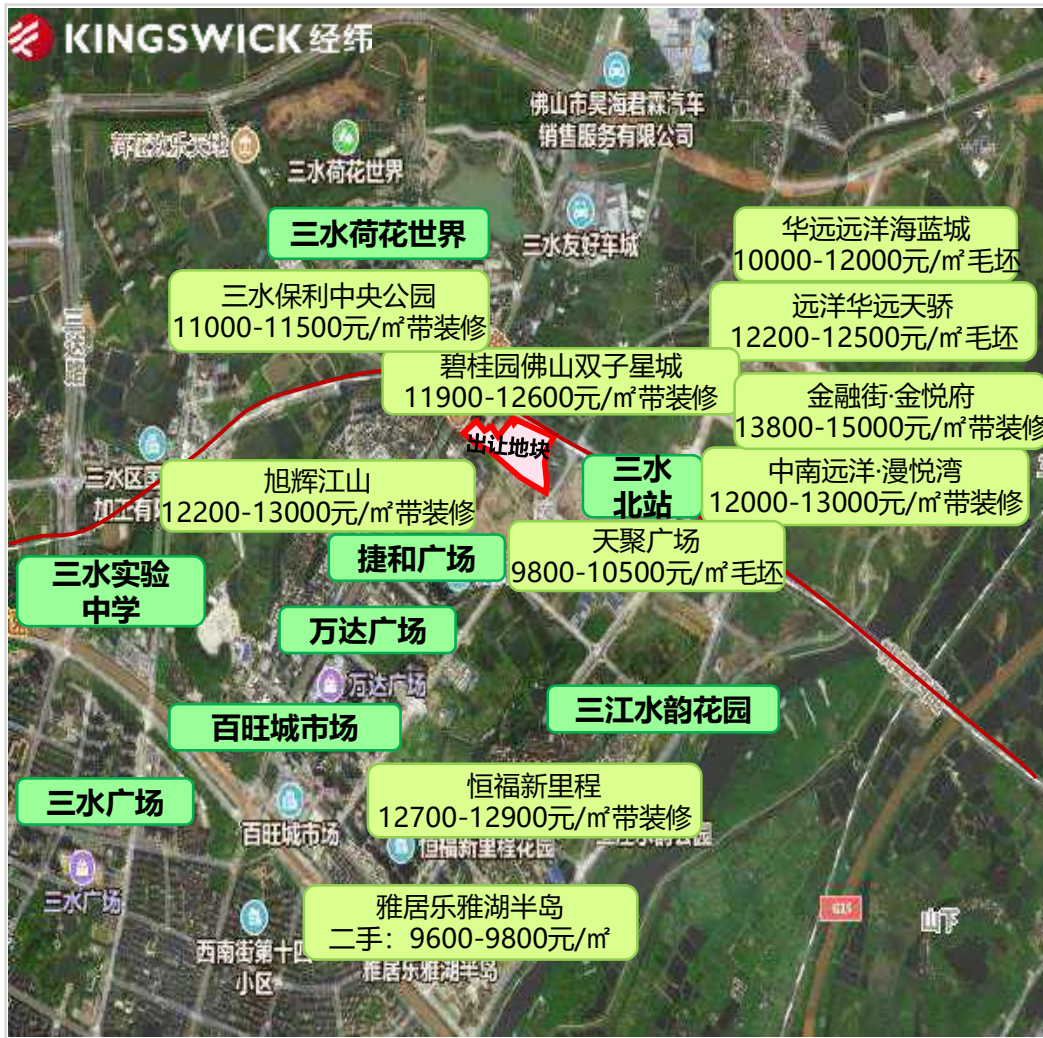 KINGSWICK 经纬
佛山市昊海君霖汽车
销售服务有限公司
荷花欢乐天地
三水荷花世界
三水友好车城
三水荷花世界
华远远洋海蓝城
10000-12000元/㎡毛坯
三水保利中央公园
11000-11500元/㎡带装修
远洋华远天骄
12200-12500元/㎡毛坯
碧桂园佛山双子星城
11900-12600元/㎡带装修
金融街·金悦府
13800-15000元/㎡带装修
出让地块
三水
北站
中南远洋·漫悦湾
12000-13000元/㎡带装修
旭辉江山
12200-13000元/㎡带装修
三水区
加工有
天聚广场
9800-10500元/㎡毛坯
捷和广场
三水实验
中学
万达广场
万达广场
三江水韵花园
百旺城市场
三水广场
恒福新里程
12700-12900元/㎡带装修
百旺城市场
恒福新里程花园
三水广场
雅居乐雅湖半岛
二手：9600-9800元/㎡
西南街第十四
小区
雅居乐雅湖半岛
山下